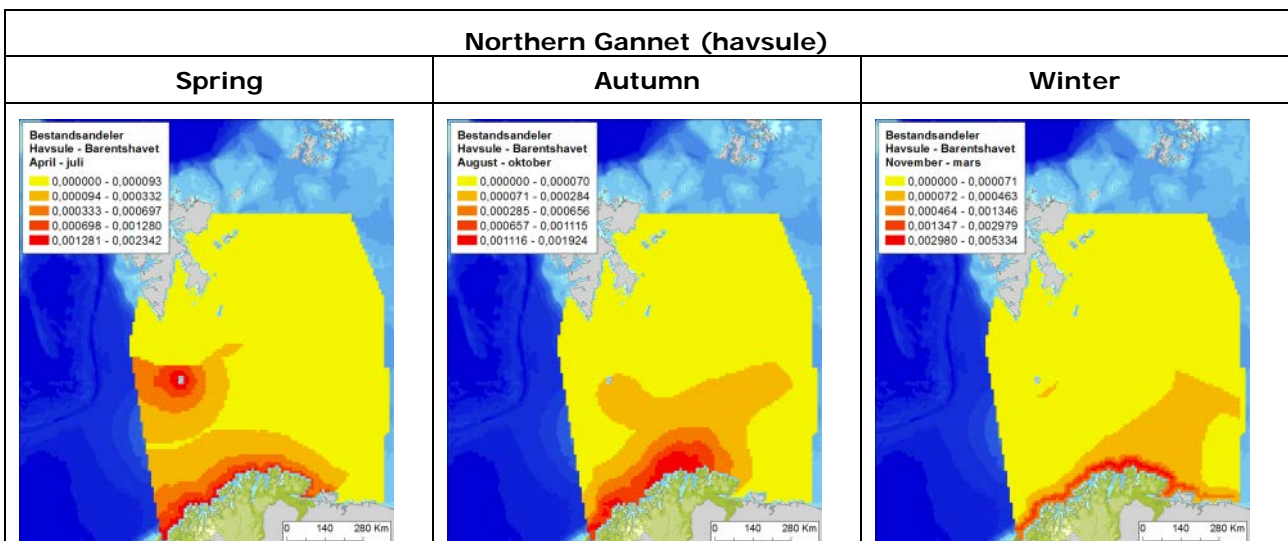 Northern Gannet (havsule)
Spring
Autumn
Winter
Bestandsandeler
Havsule - Barentshavet
April - juli
0,000000 - 0,000093
0,000094 - 0,000332
0,000333 - 0,000697
0,000698 - 0,001280
0,001281 - 0,002342
0 140 280 Km
Bestandsandeler
Havsule - Barentshavet
August - oktober
0,000000 - 0,000070
0,000071 - 0,000284
0,000285 - 0,000656
0,000657 - 0,001115
0,001116 - 0,001924
0 140 280 Km
Bestandsandeler
Havsule - Barentshavet
November - mars
0,000000 - 0,000071
0,000072 - 0,000463
0,000464 - 0,001346
0,001347 - 0,002979
0,002980 - 0,005334
0 140 280 Km